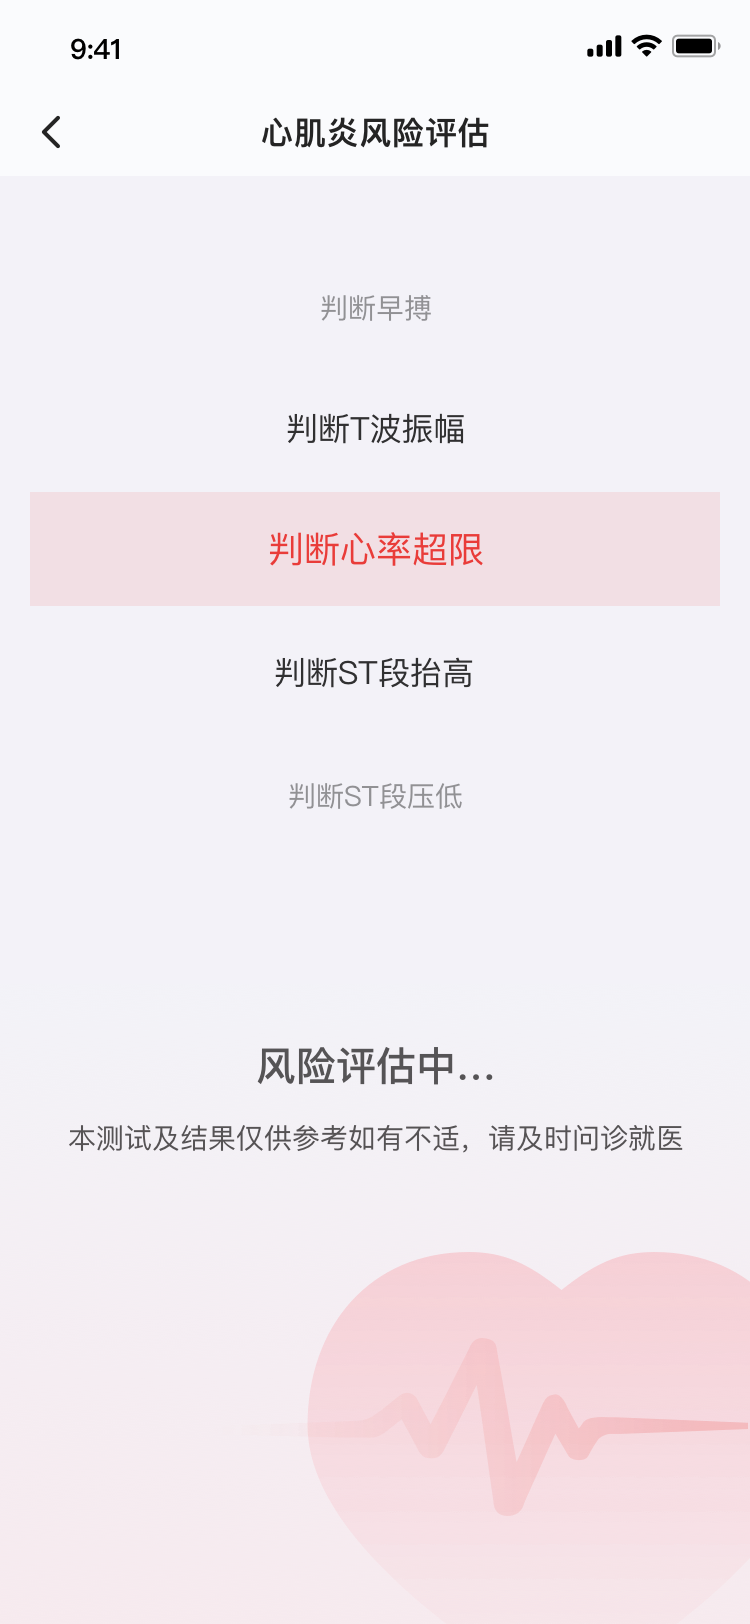 9:41
心肌炎风险评估
判断早搏
判断T波振幅
判断心率超限
判断ST段抬高
判断ST段压低
风险评估中...
本测试及结果仅供参考如有不适，请及时问诊就医